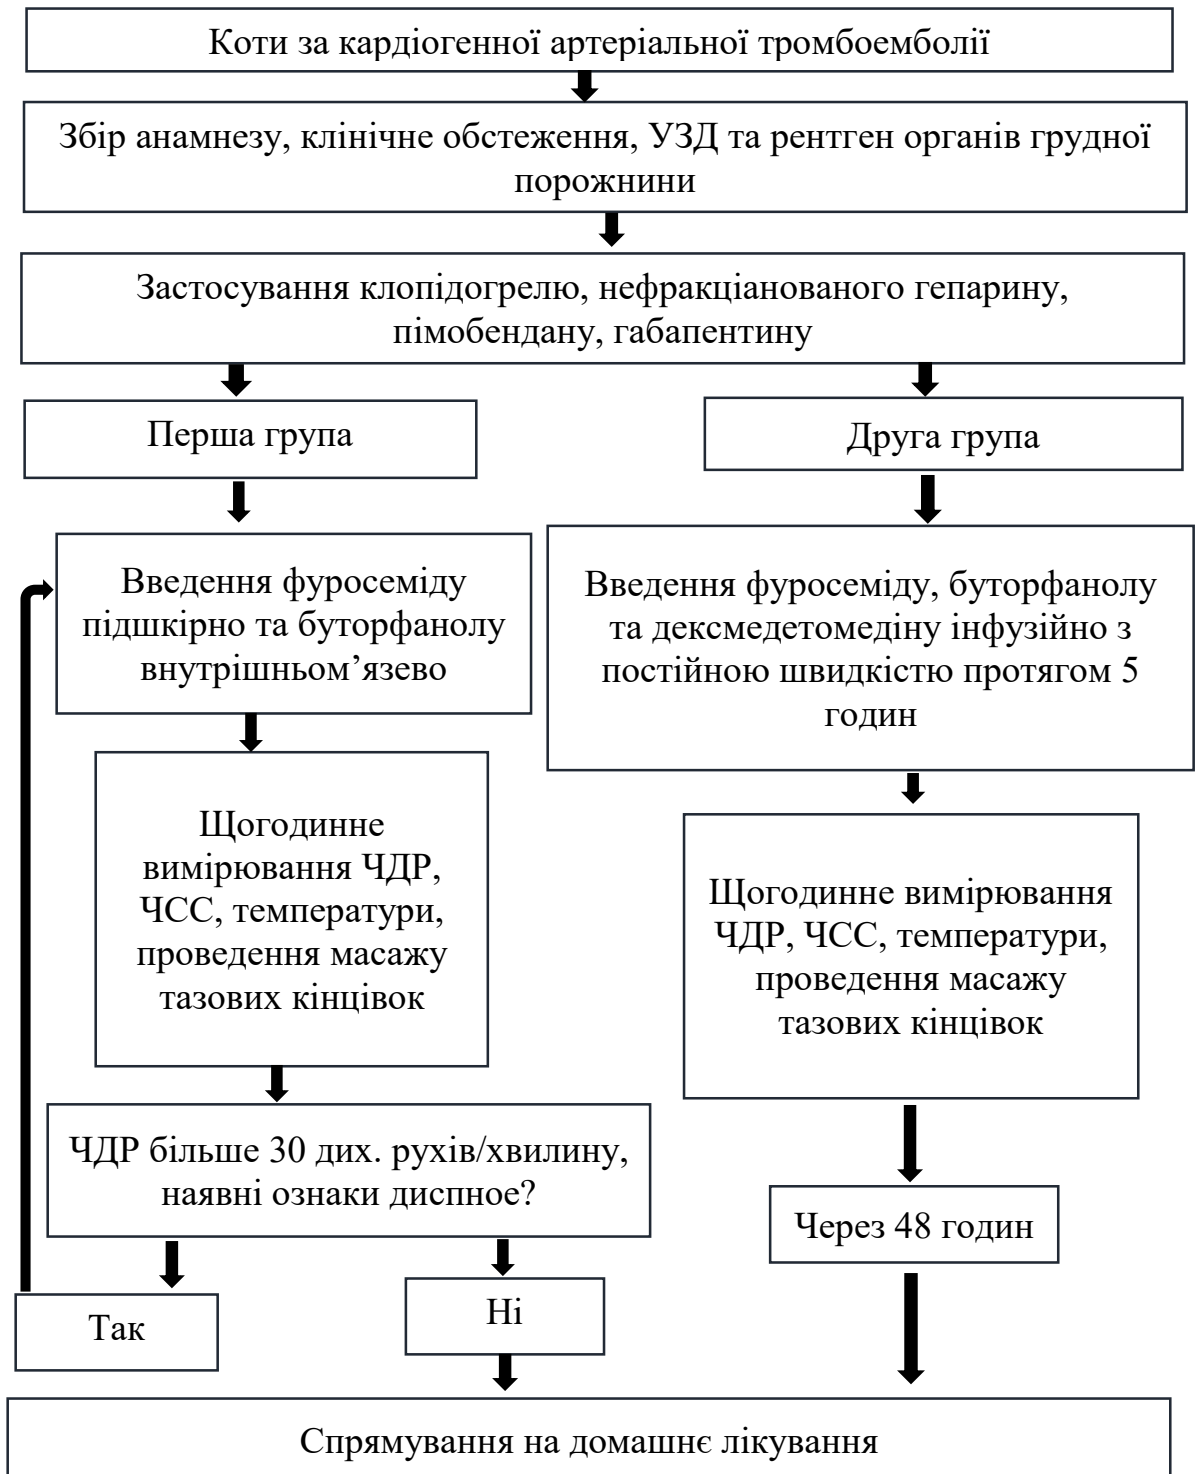 Коти за кардіогенної артеріальної тромбоемболії
Збір анамнезу, клінічне обстеження, УЗД та рентген органів грудної
порожнини
Застосування клопідогрелю, нефракціанованого гепарину,
пімобендану, габапентину
Перша група
Друга група
Введення фуросеміду
підшкірно та буторфанолу
внутрішньом’язево
Введення фуросеміду, буторфанолу
та дексмедетомедіну інфузійно з
постійною швидкістю протягом 5
годин
Щогодинне
вимірювання ЧДР,
ЧСС, температури,
проведення масажу
тазових кінцівок
Щогодинне вимірювання
ЧДР, ЧСС, температури,
проведення масажу
тазових кінцівок
ЧДР більше 30 дих. рухів/хвилину,
наявні ознаки диспное?
Через 48 годин
Так
Ні
Спрямування на домашнє лікування